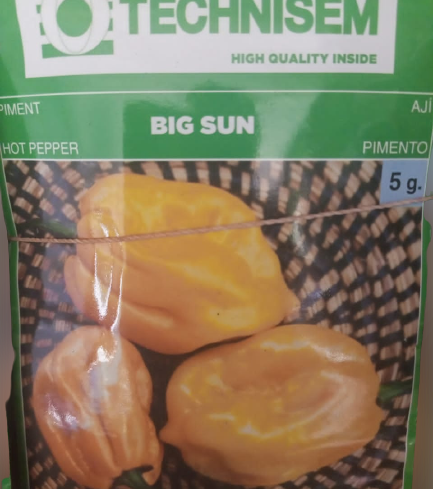 TECHNISEM
HIGH QUALITY INSIDE
PIMENT
AJÍ
BIG SUN
HOT PEPPER
PIMENTO
5 g.